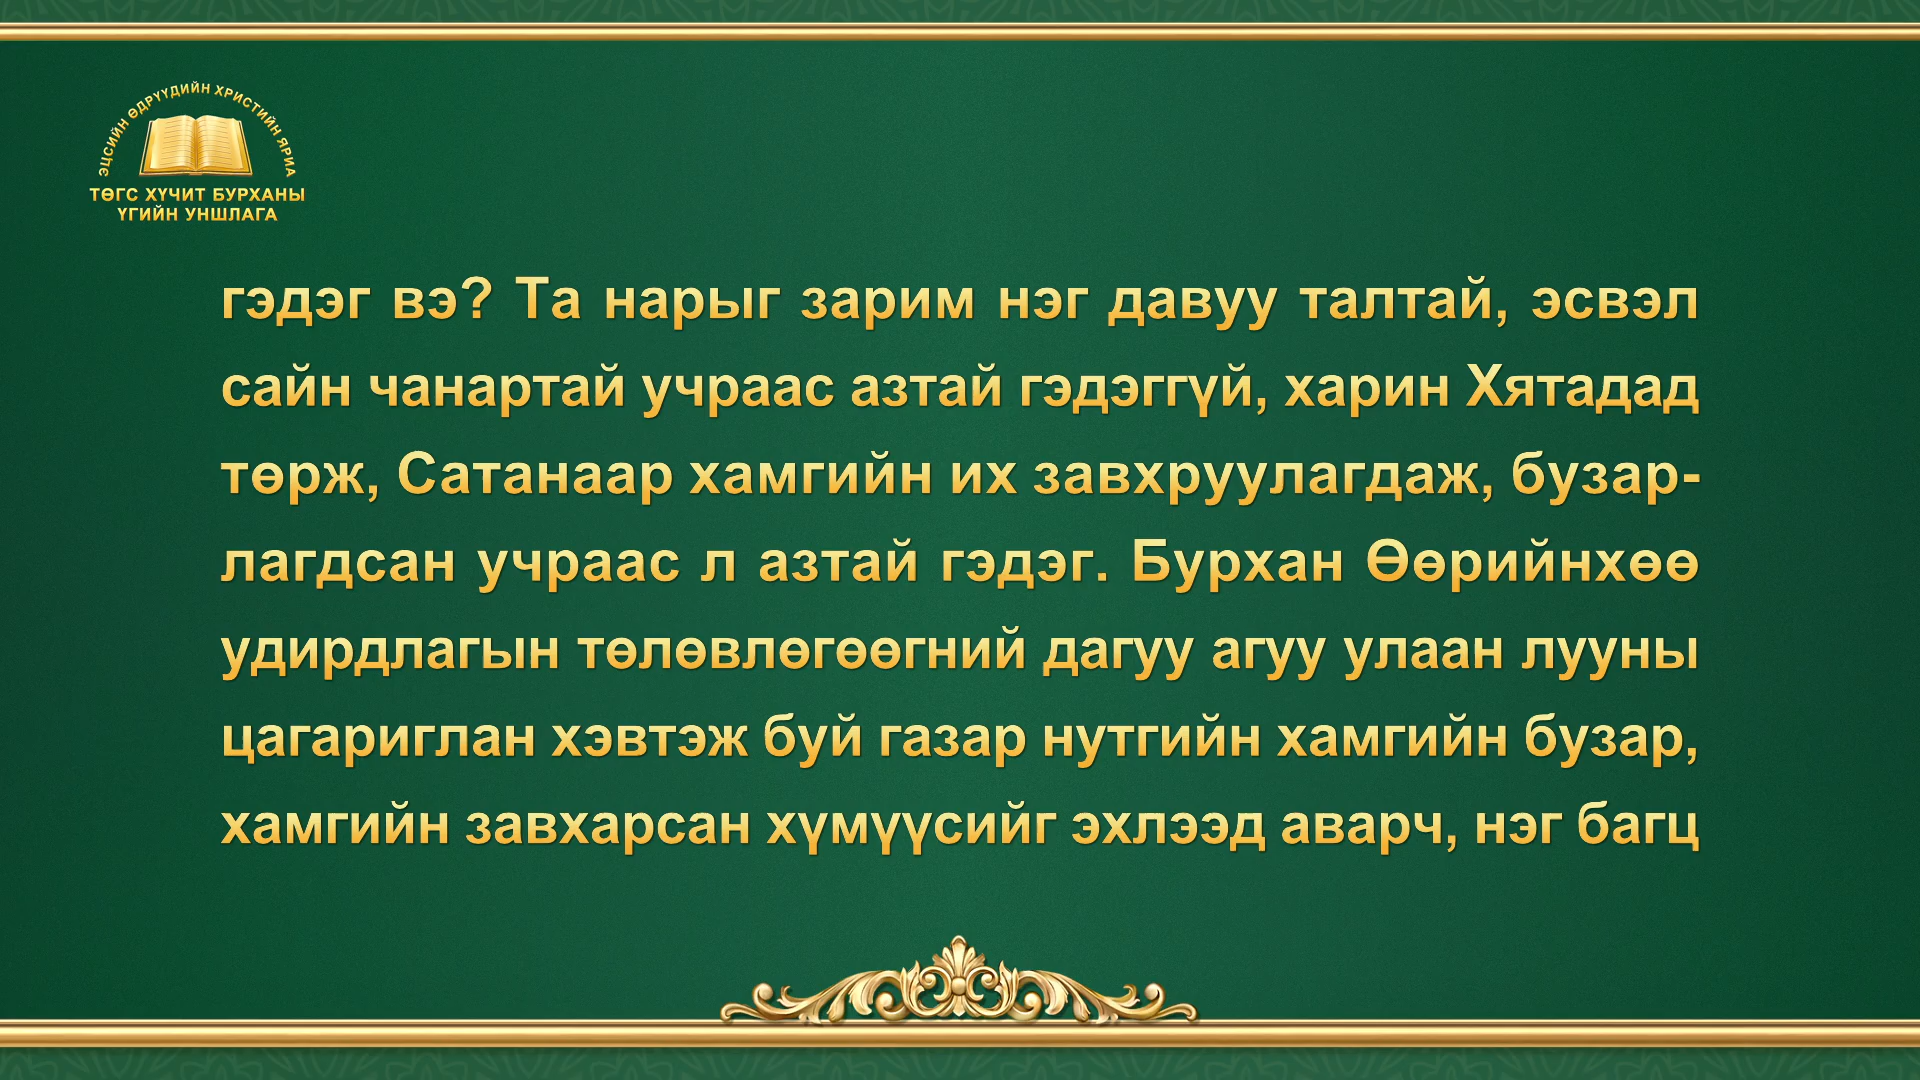 ЭЦСИЙН ӨДРҮҮДИЙН ХРИСТИЙН ЯРИА
ТӨГС ХҮЧИТ БУРХАНЫ
ҮГИЙН УНШЛАГА
гэдэг вэ? Та нарыг зарим нэг давуу талтай, эсвэл
сайн чанартай учраас азтай гэдэггүй, харин Хятадад
төрж, Сатанаар хамгийн их завхруулагдаж, бузар-
лагдсан учраас л азтай гэдэг. Бурхан Өөрийнхөө
удирдлагын төлөвлөгөөгний дагуу агуу улаан лууны
цагариглан хэвтэж буй газар нутгийн хамгийн бузар,
хамгийн завхарсан хүмүүсийг эхлээд аварч, нэг багц